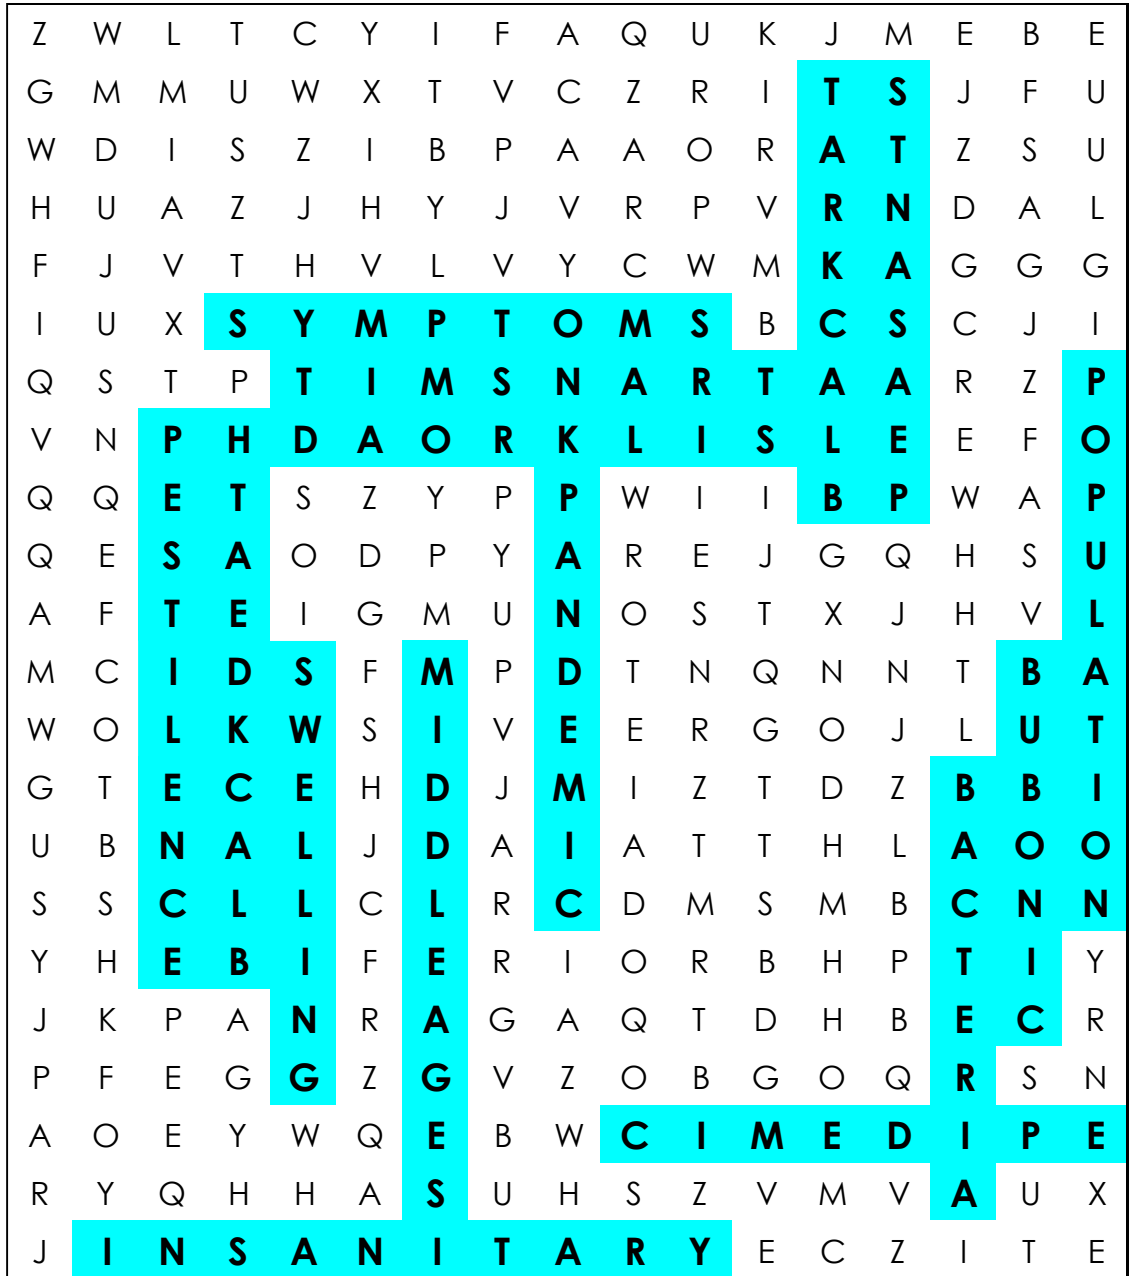 Z W L T C Y I F A Q U K J M E B E
G M M U W X T V C Z R I T S J F U
W D I S Z I B P A A O R A T Z S U
H U A Z J H Y J V R P V R N D A L
F J V T H V L V Y C W M K A G G G
I U X S Y M P T O M S B C S C J I
Q S T P T I M S N A R T A A R Z P
V N P H D A O R K L I S L E E F O
Q Q E T S Z Y P P W I I B P W A P
Q E S A O D P Y A R E J G Q H S U
A F T E I G M U N O S T X J H V L
M C I D S F M P D T N Q N N T B A
W O L K W S I V E E R G O J L U T
G T E C E H D J M I Z T D Z B B I
U B N A L J D A I A T T H L A O O
S S C L L C L R C D M S M B C N N
Y H E B I F E R I O R B H P T I Y
J K P A N R A G A Q T D H B E C R
P F E G G Z G V Z O B G O Q R S N
A O E Y W Q E B W C I M E D I P E
R Y Q H H A S U H S Z V M V A U X
J I N S A N I T A R Y E C Z I T E